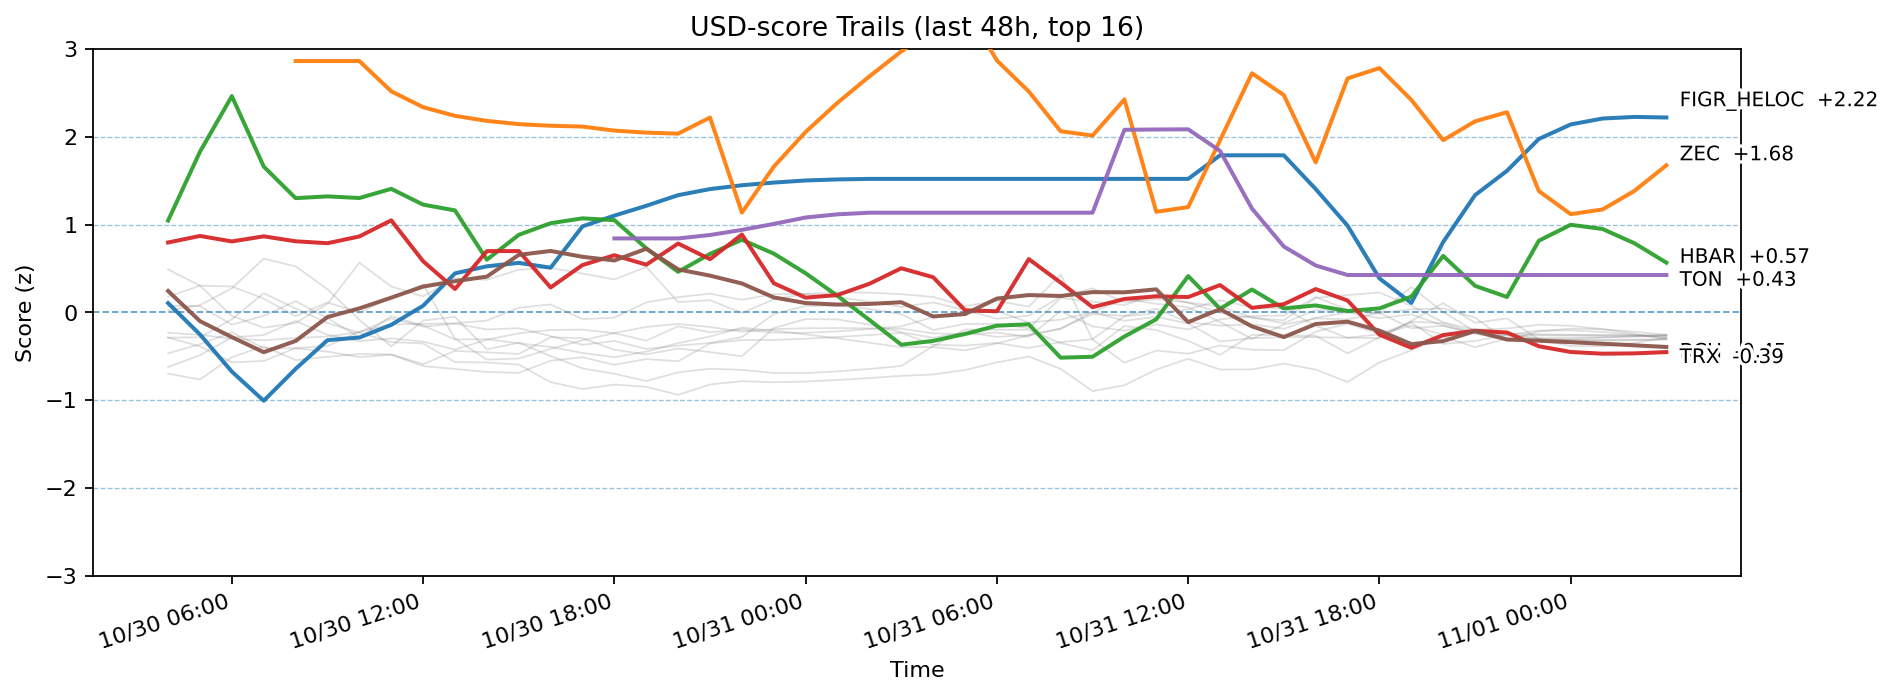 USD-score Trails (last 48h, top 16)
3
2
1
0
−1
−2
−3
Score (z)
FIGR_HELOC +2.22
ZEC +1.68
HBAR +0.57
TON +0.43
TRX -0.39
10/30 06:00
10/30 12:00
10/30 18:00
10/31 00:00
10/31 06:00
10/31 12:00
10/31 18:00
11/01 00:00
Time